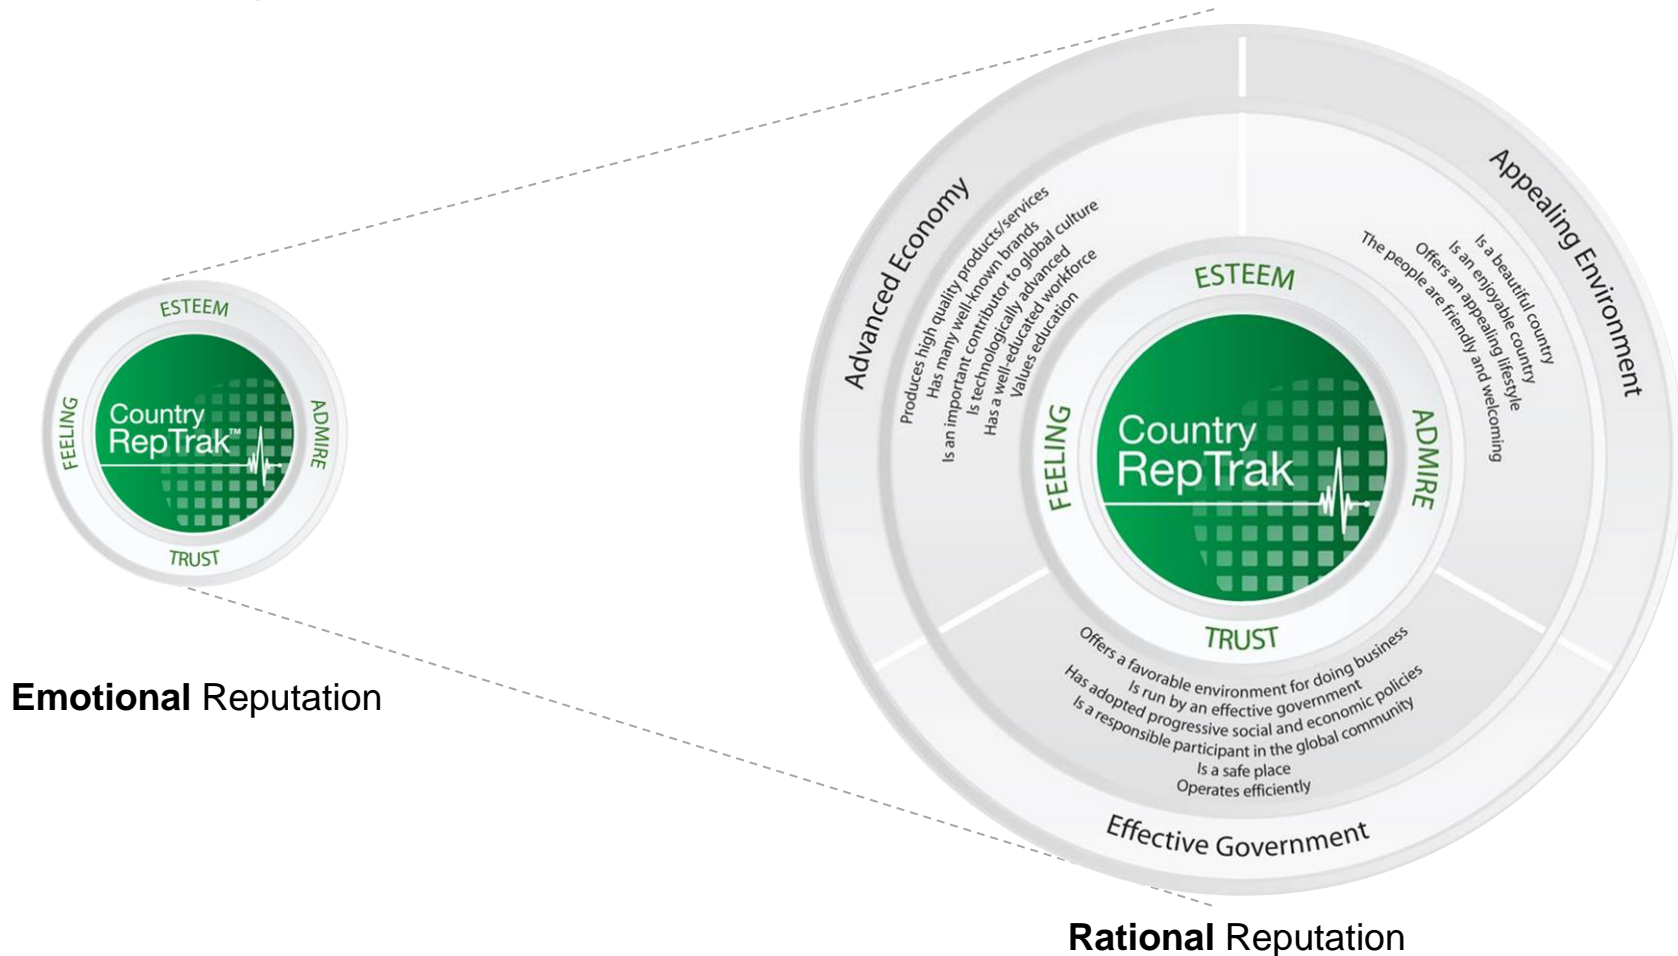 ESTEEM
FEELING
Country
RepTrak™
ADMIRE
TRUST
Emotional Reputation
Advanced Economy
Produces high quality products/services
Has many well-known brands
Is an important contributor to global culture
Is technologically advanced
Has a well-educated workforce
Values education
Appealing Environment
Is a beautiful country
Is an enjoyable country
Offers an appealing lifestyle
The people are friendly and welcoming
ESTEEM
FEELING
Country
RepTrak
ADMIRE
TRUST
Offers a favorable environment for doing business
Is run by an effective government
Has adopted progressive social and economic policies
Is a responsible participant in the global community
Is a safe place
Operates efficiently
Effective Government
Rational Reputation